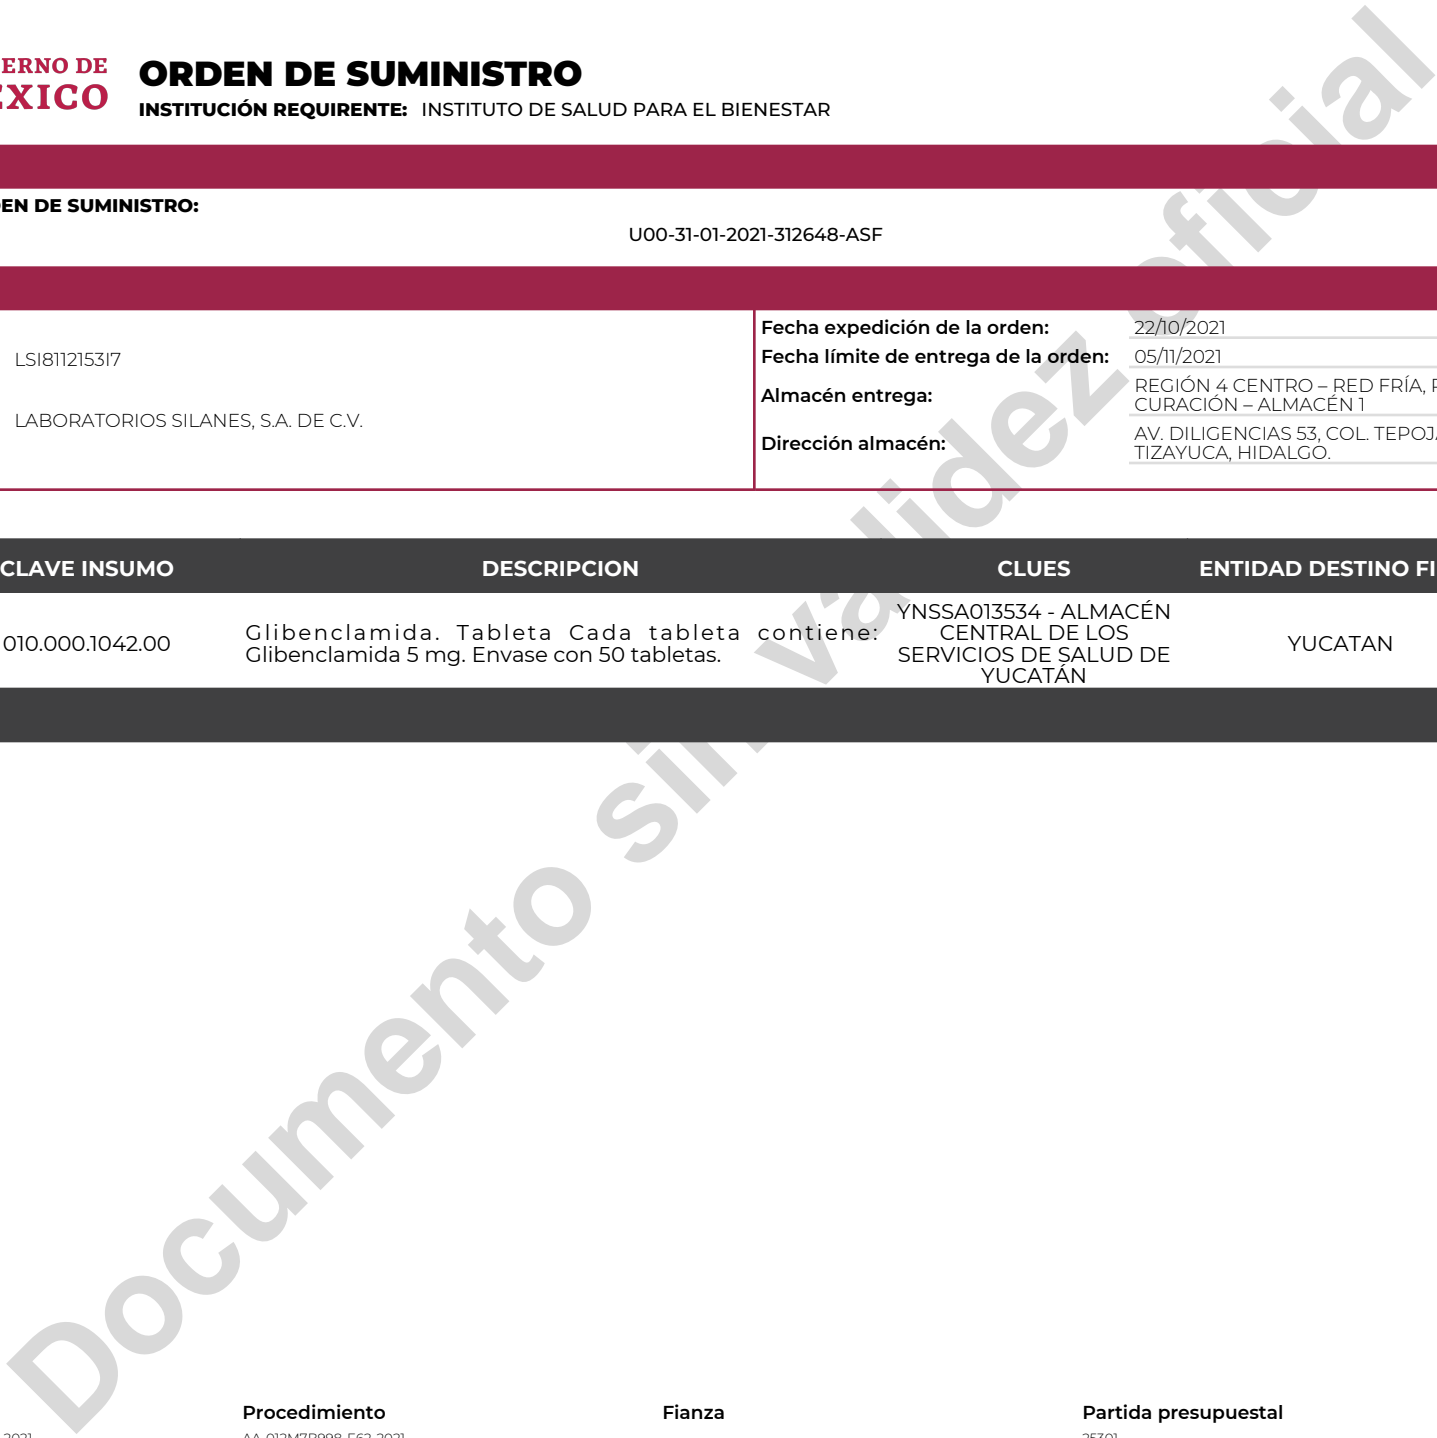 ERNO DE
ÉXICO
ORDEN DE SUMINISTRO
INSTITUCIÓN REQUIRENTE: INSTITUTO DE SALUD PARA EL BIENESTAR
EN DE SUMINISTRO:
U00-31-01-2021-312648-ASF
LSI8112153I7
LABORATORIOS SILANES, S.A. DE C.V.
Fecha expedición de la orden: 22/10/2021
Fecha límite de entrega de la orden: 05/11/2021
Almacén entrega: REGIÓN 4 CENTRO – RED FRÍA,
CURACIÓN – ALMACÉN 1
Dirección almacén: AV. DILIGENCIAS 53, COL. TEPOJA
TIZAYUCA, HIDALGO.
CLAVE INSUMO DESCRIPCION CLUES ENTIDAD DESTINO FI
010.000.1042.00
Glibenclamida. Tableta Cada tableta contiene:
Glibenclamida 5 mg. Envase con 50 tabletas.
YNSSA013534 - ALMACÉN
CENTRAL DE LOS
SERVICIOS DE SALUD DE
YUCATÁN
YUCATAN
Documento sin validez oficial
Procedimiento Fianza Partida presupuestal